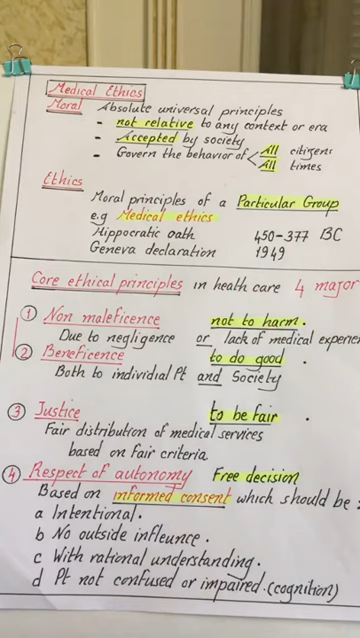 Medical Ethics
Moral Absolute universal principles
- not relative to any context or era
- Accepted by society
- Govern the behavior of < All citizens
All times
Ethics
Moral principles of a Particular Group
e.g Medical ethics
Hippocratic oath 450-377 BC
Geneva declaration 1949
Core ethical principles in heath care 4 major
① Non maleficence not to harm.
Due to negligence or lack of medical experien
② Beneficence to do good
Both to individial Pt and Society
③ Justice to be fair .
Fair distribution of medical services
based on fair criteria
④ Respect of autonomy Free decision
Based on informed consent which should be :
a Intentional.
b No outside infleunce.
c With rational understanding.
d Pt not confused or impaired.(cognition)